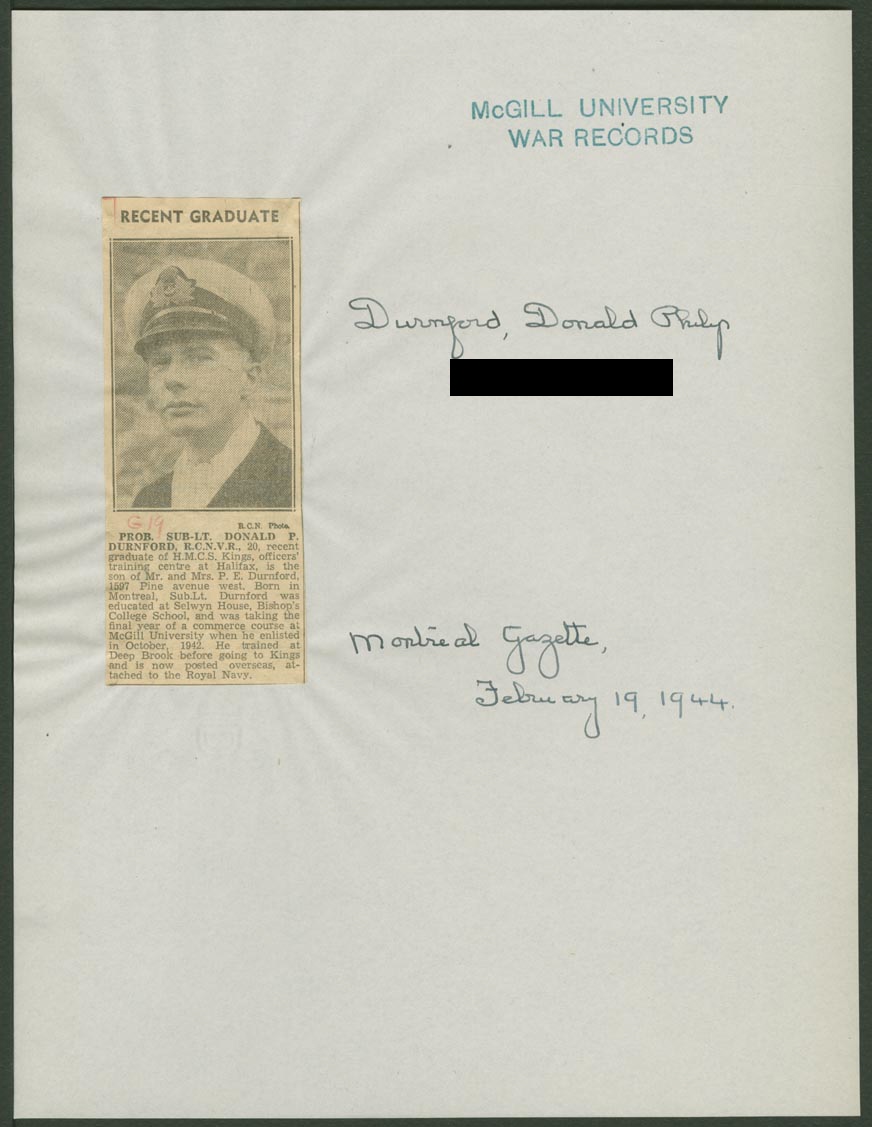 McGILL UNIVERSITY
WAR RECORDS
RECENT GRADUATE
Durnford, Donald Philip
G 19
R.C.N. Photo.
PROB. SUB-LT. DONALD P.
DURNFORD, R.C.N.V.R., 20, recent
graduate of H.M.C.S. Kings, officers'
training centre at Halifax, is the
son of Mr. and Mrs. P. E. Durnford,
1597 Pine avenue west. Born in
Montreal, Sub.Lt. Durnford was
educated at Selwyn House, Bishop's
College School, and was taking the
final year of a commerce course at
McGill University when he enlisted
in October, 1942. He trained at
Deep Brook before going to Kings
and is now posted overseas, at-
tached to the Royal Navy.
Montreal Gazette,
February 19, 1944.